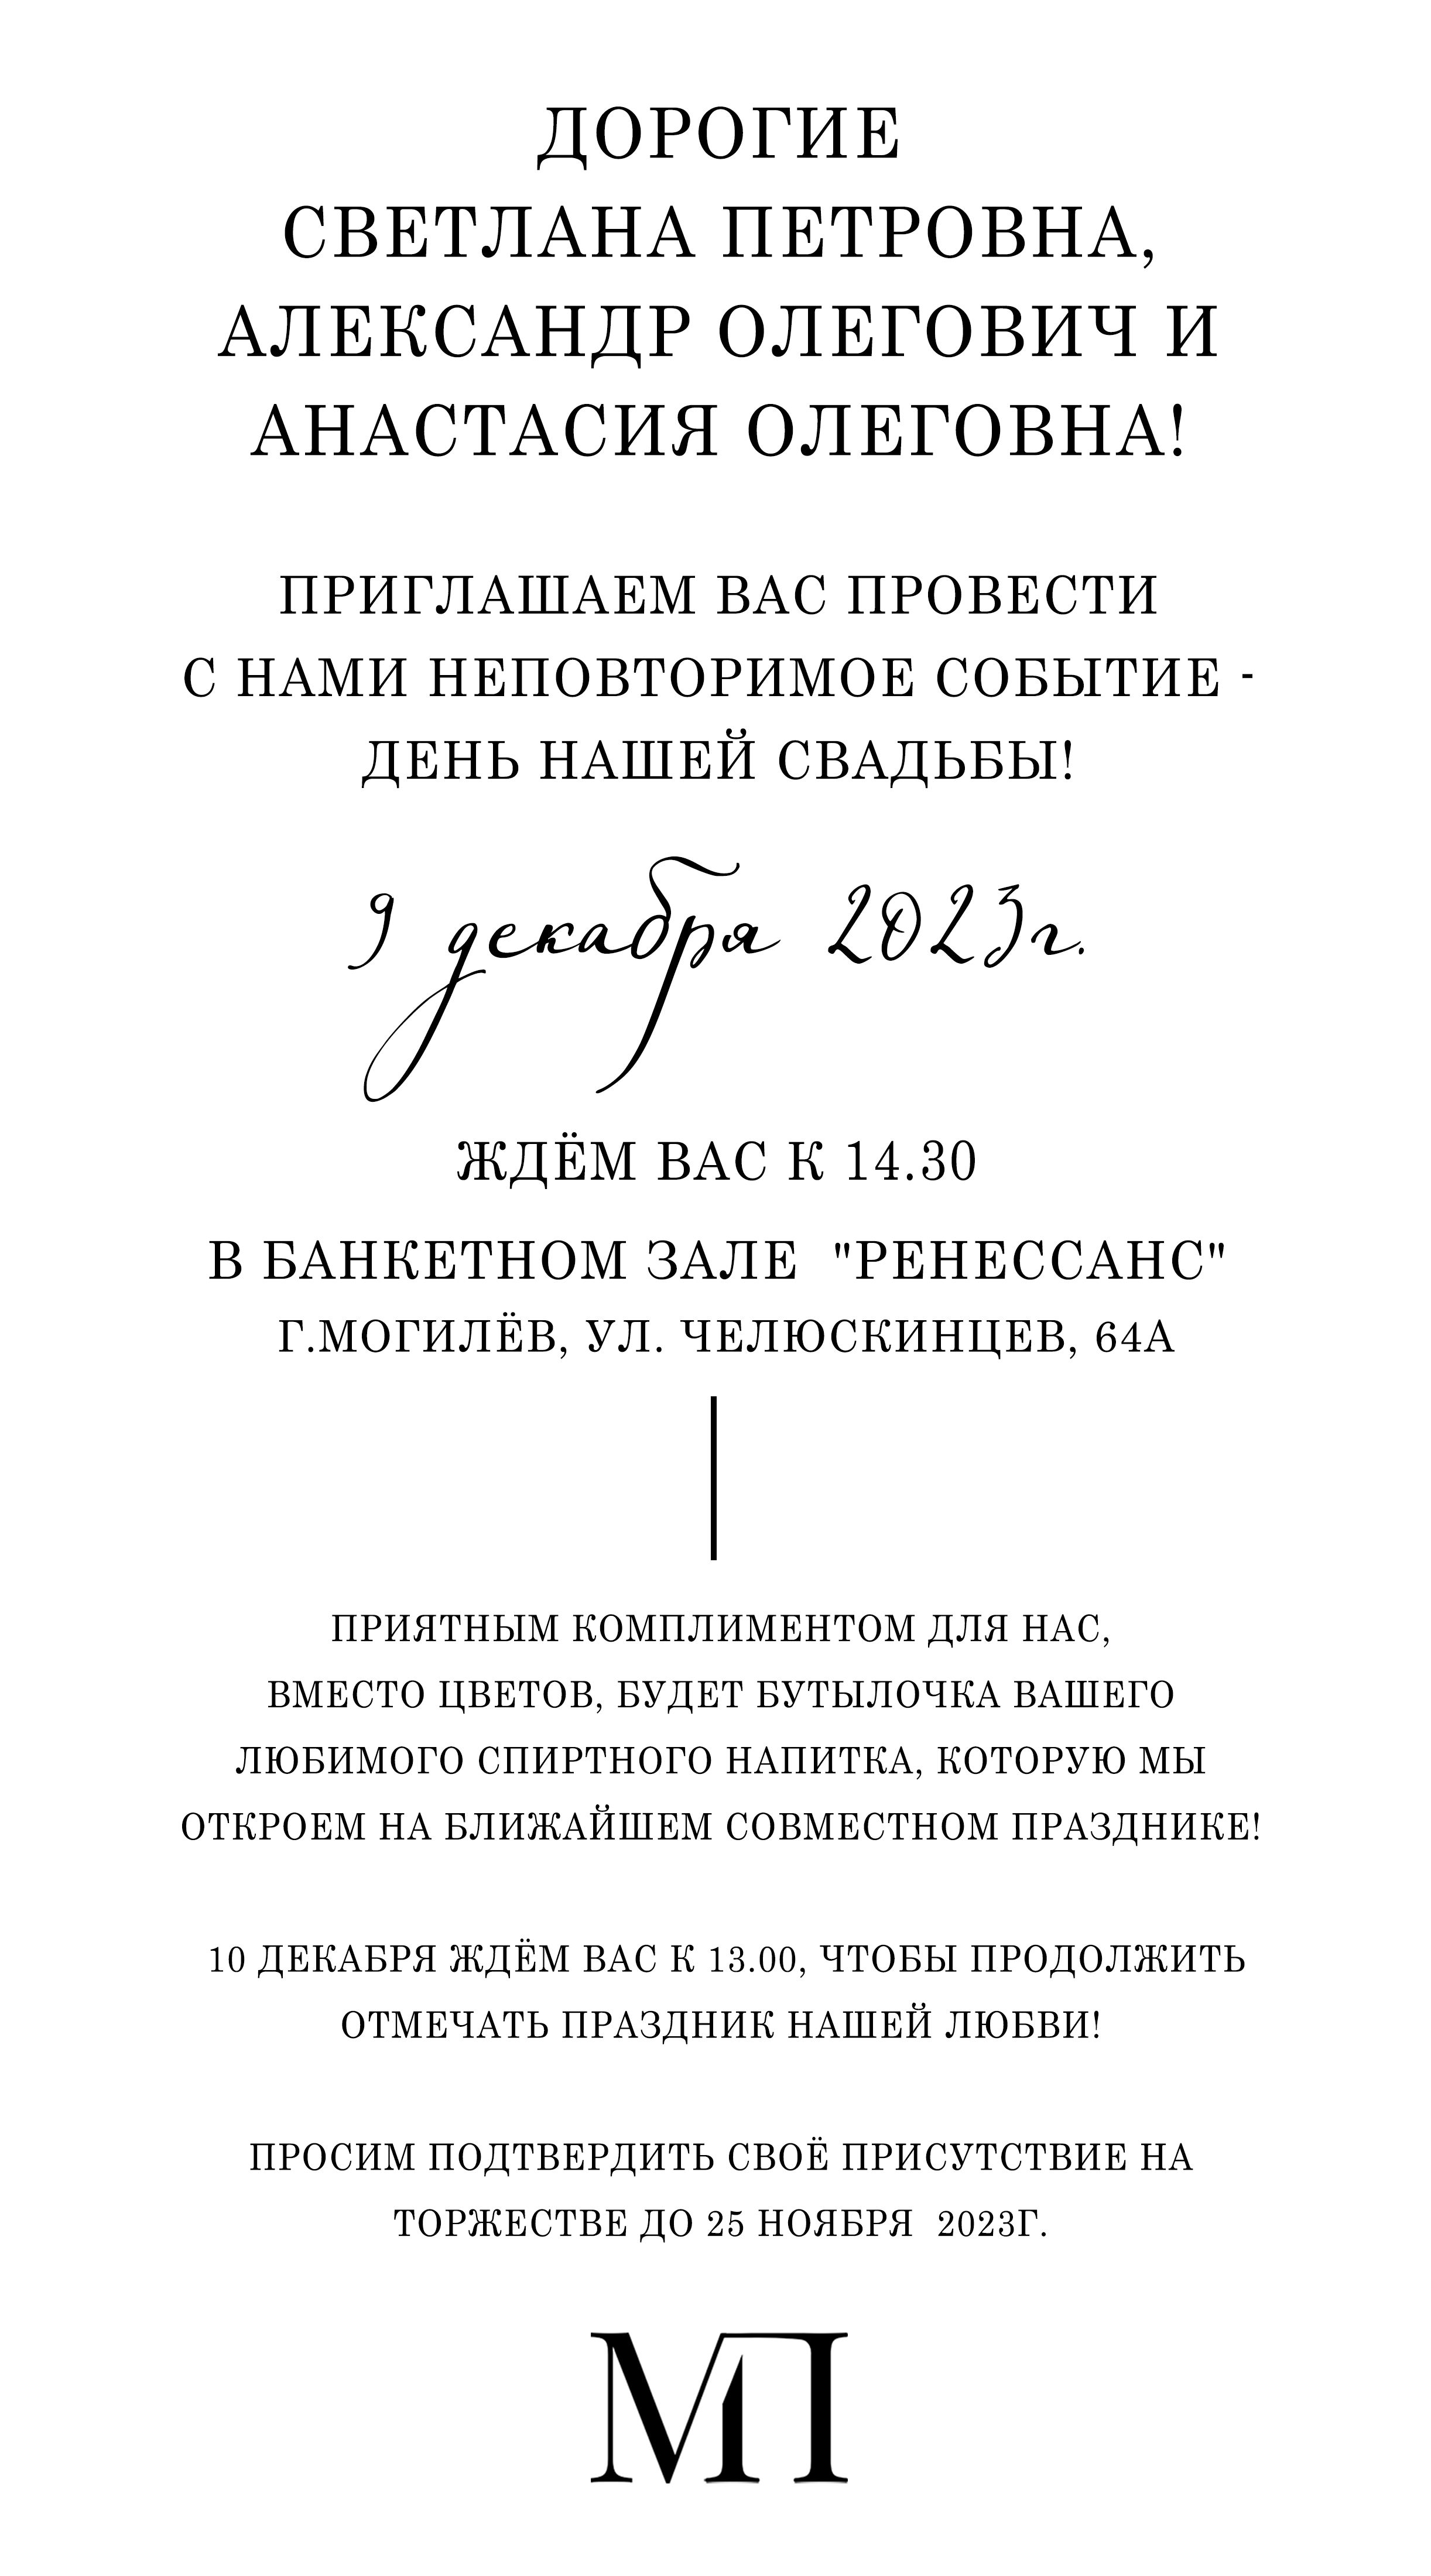 ДОРОГИЕ
СВЕТЛАНА ПЕТРОВНА,
АЛЕКСАНДР ОЛЕГОВИЧ И
АНАСТАСИЯ ОЛЕГОВНА!
ПРИГЛАШАЕМ ВАС ПРОВЕСТИ
С НАМИ НЕПОВТОРИМОЕ СОБЫТИЕ -
ДЕНЬ НАШЕЙ СВАДЬБЫ!
9 декабря 2023г.
ЖДЁМ ВАС К 14.30
В БАНКЕТНОМ ЗАЛЕ "РЕНЕССАНС"
Г.МОГИЛЁВ, УЛ. ЧЕЛЮСКИНЦЕВ, 64А
ПРИЯТНЫМ КОМПЛИМЕНТОМ ДЛЯ НАС,
ВМЕСТО ЦВЕТОВ, БУДЕТ БУТЫЛОЧКА ВАШЕГО
ЛЮБИМОГО СПИРТНОГО НАПИТКА, КОТОРУЮ МЫ
ОТКРОЕМ НА БЛИЖАЙШЕМ СОВМЕСТНОМ ПРАЗДНИКЕ!
10 ДЕКАБРЯ ЖДЁМ ВАС К 13.00, ЧТОБЫ ПРОДОЛЖИТЬ
ОТМЕЧАТЬ ПРАЗДНИК НАШЕЙ ЛЮБВИ!
ПРОСИМ ПОДТВЕРДИТЬ СВОЁ ПРИСУТСТВИЕ НА
ТОРЖЕСТВЕ ДО 25 НОЯБРЯ 2023Г.
МП